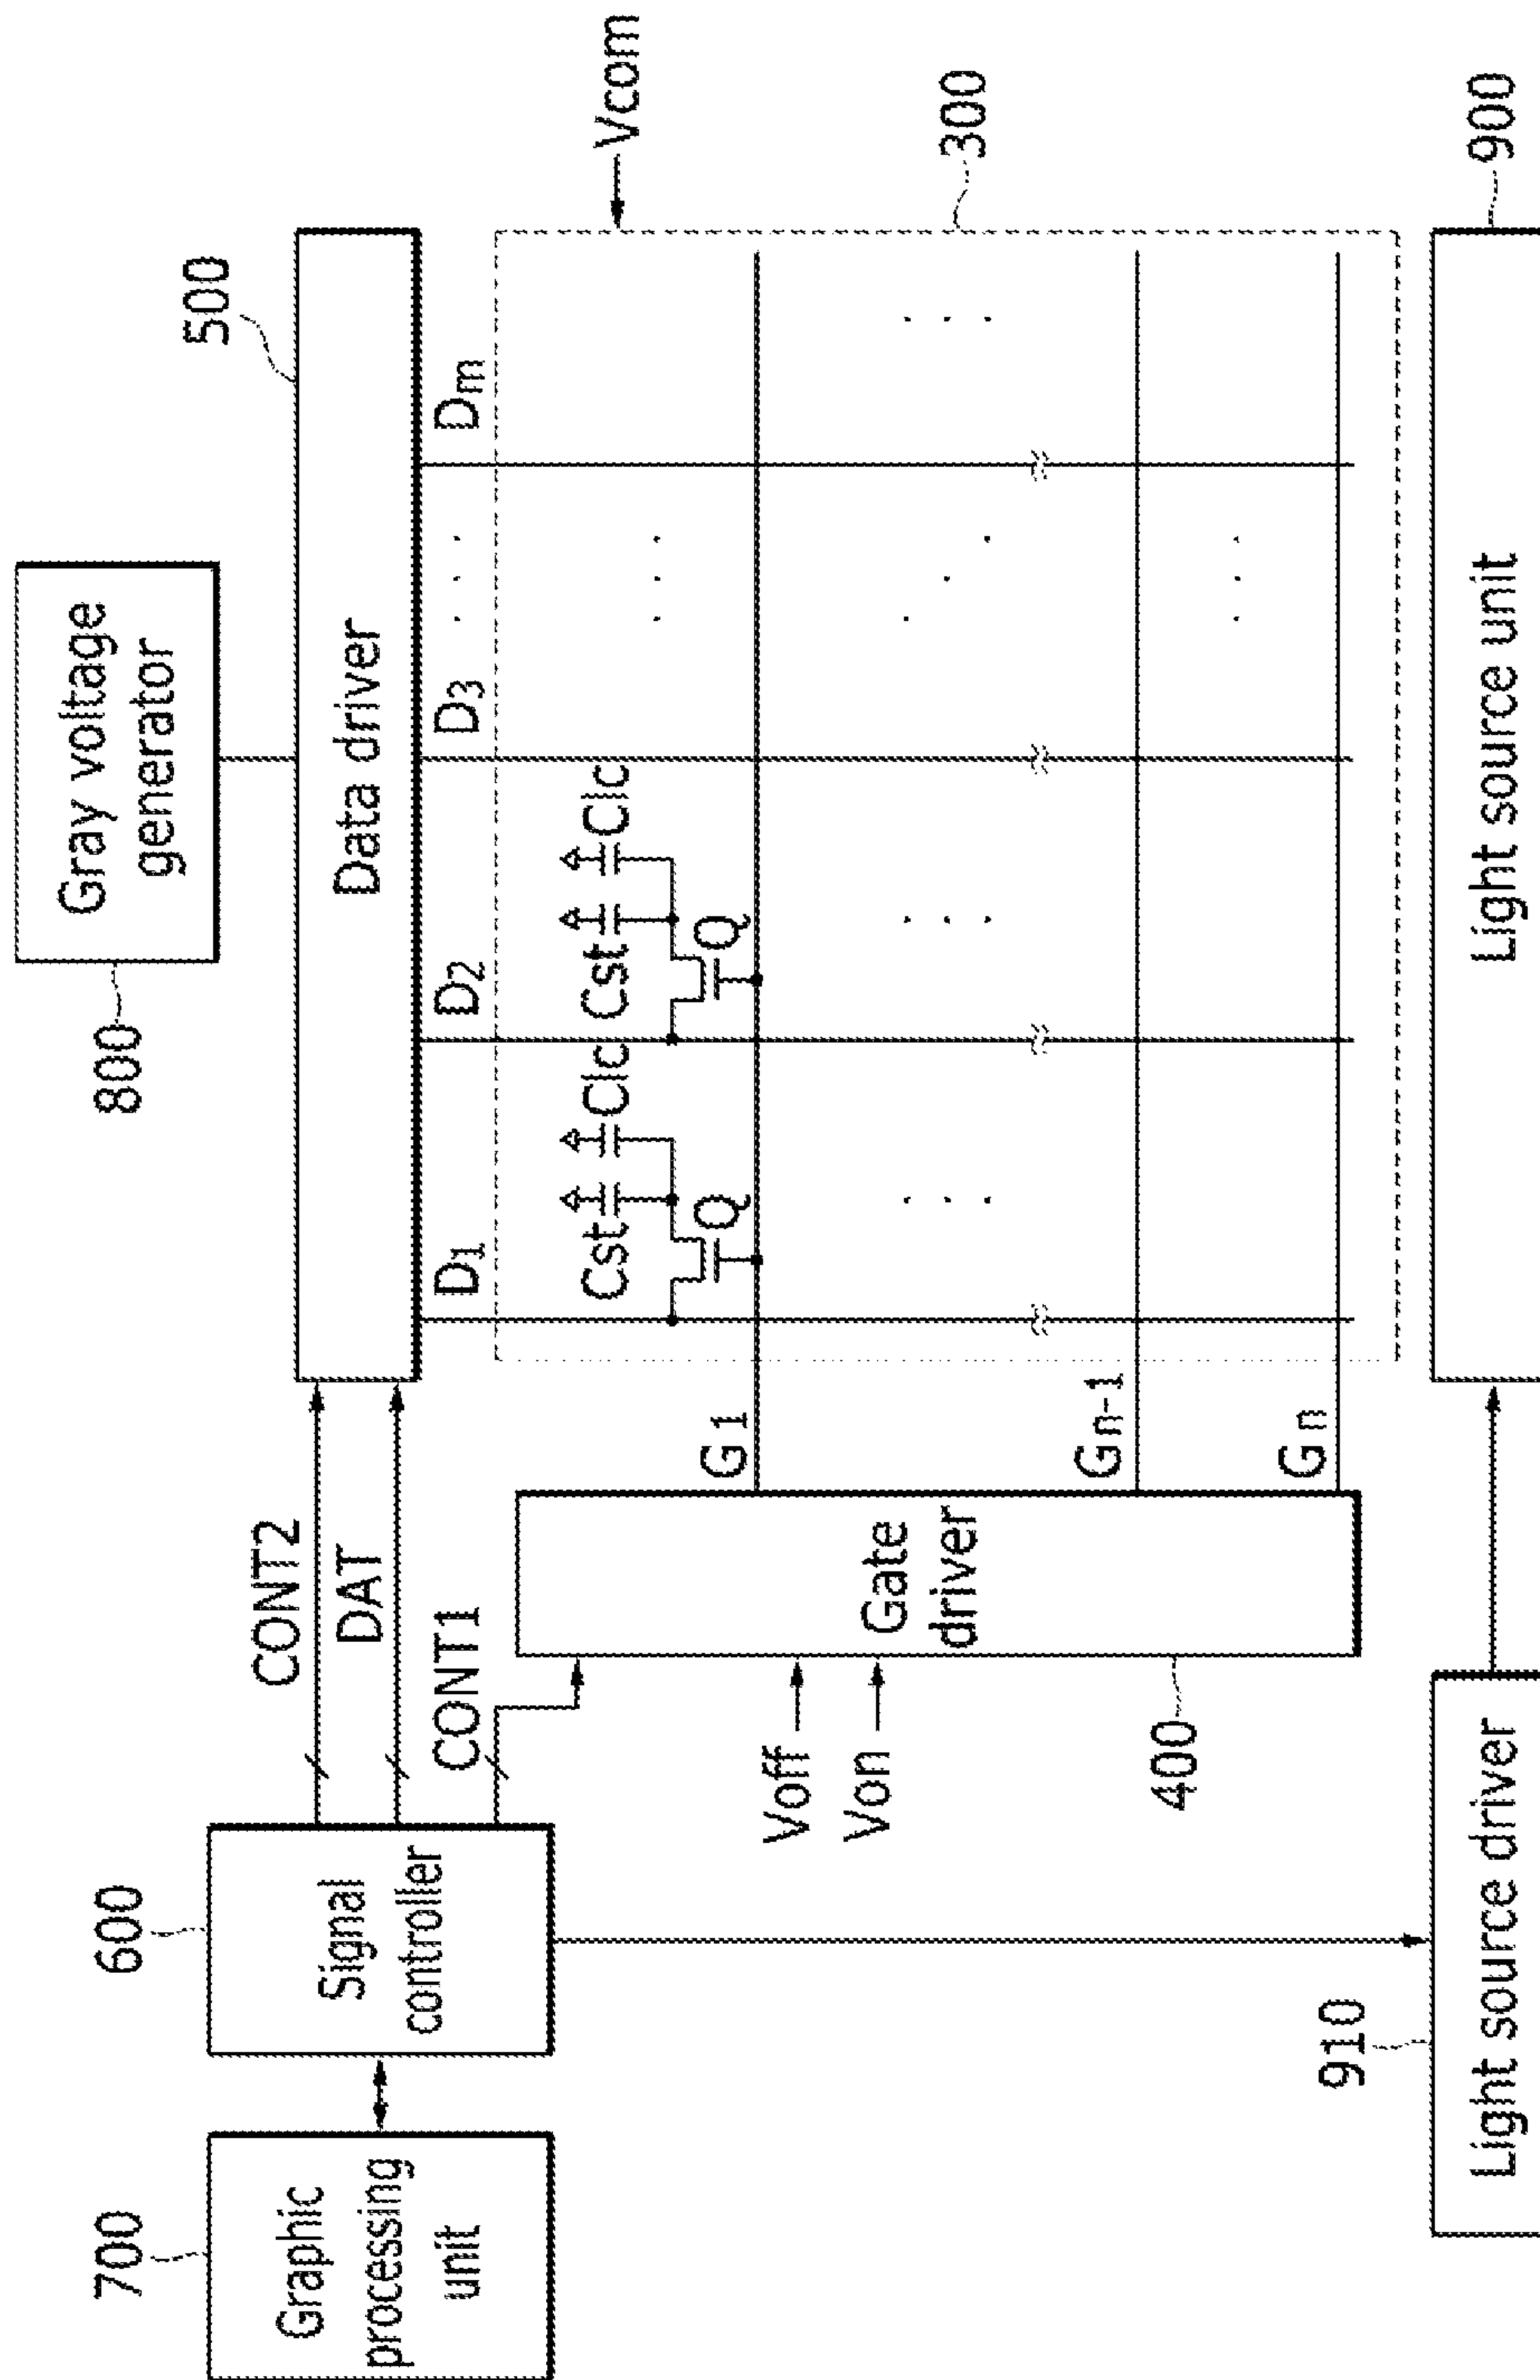 800
Gray voltage
generator
500
Data driver
700
Graphic
processing
unit
600
Signal
controller
CONT2
DAT
CONT1
D1
D2
D3
. . .
Dm
Vcom
Cst
Clc
Q
Cst
Clc
Q
300
Voff
Von
Gate
driver
400
G1
Gn-1
Gn
910
Light source driver
Light source unit
900